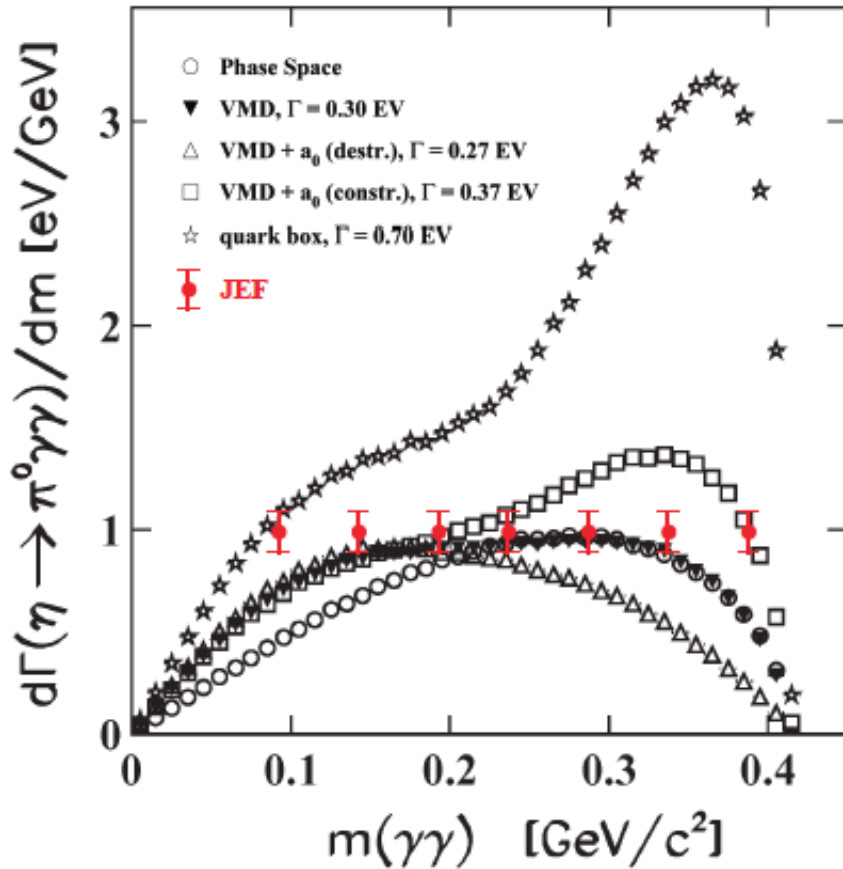 dΓ(η → π⁰γγ)/dm [eV/GeV]
3
2
1
0
Phase Space
VMD, Γ = 0.30 EV
VMD + a₀ (destr.), Γ = 0.27 EV
VMD + a₀ (constr.), Γ = 0.37 EV
quark box, Γ = 0.70 EV
JEF
0 0.1 0.2 0.3 0.4
m(γγ) [GeV/c²]